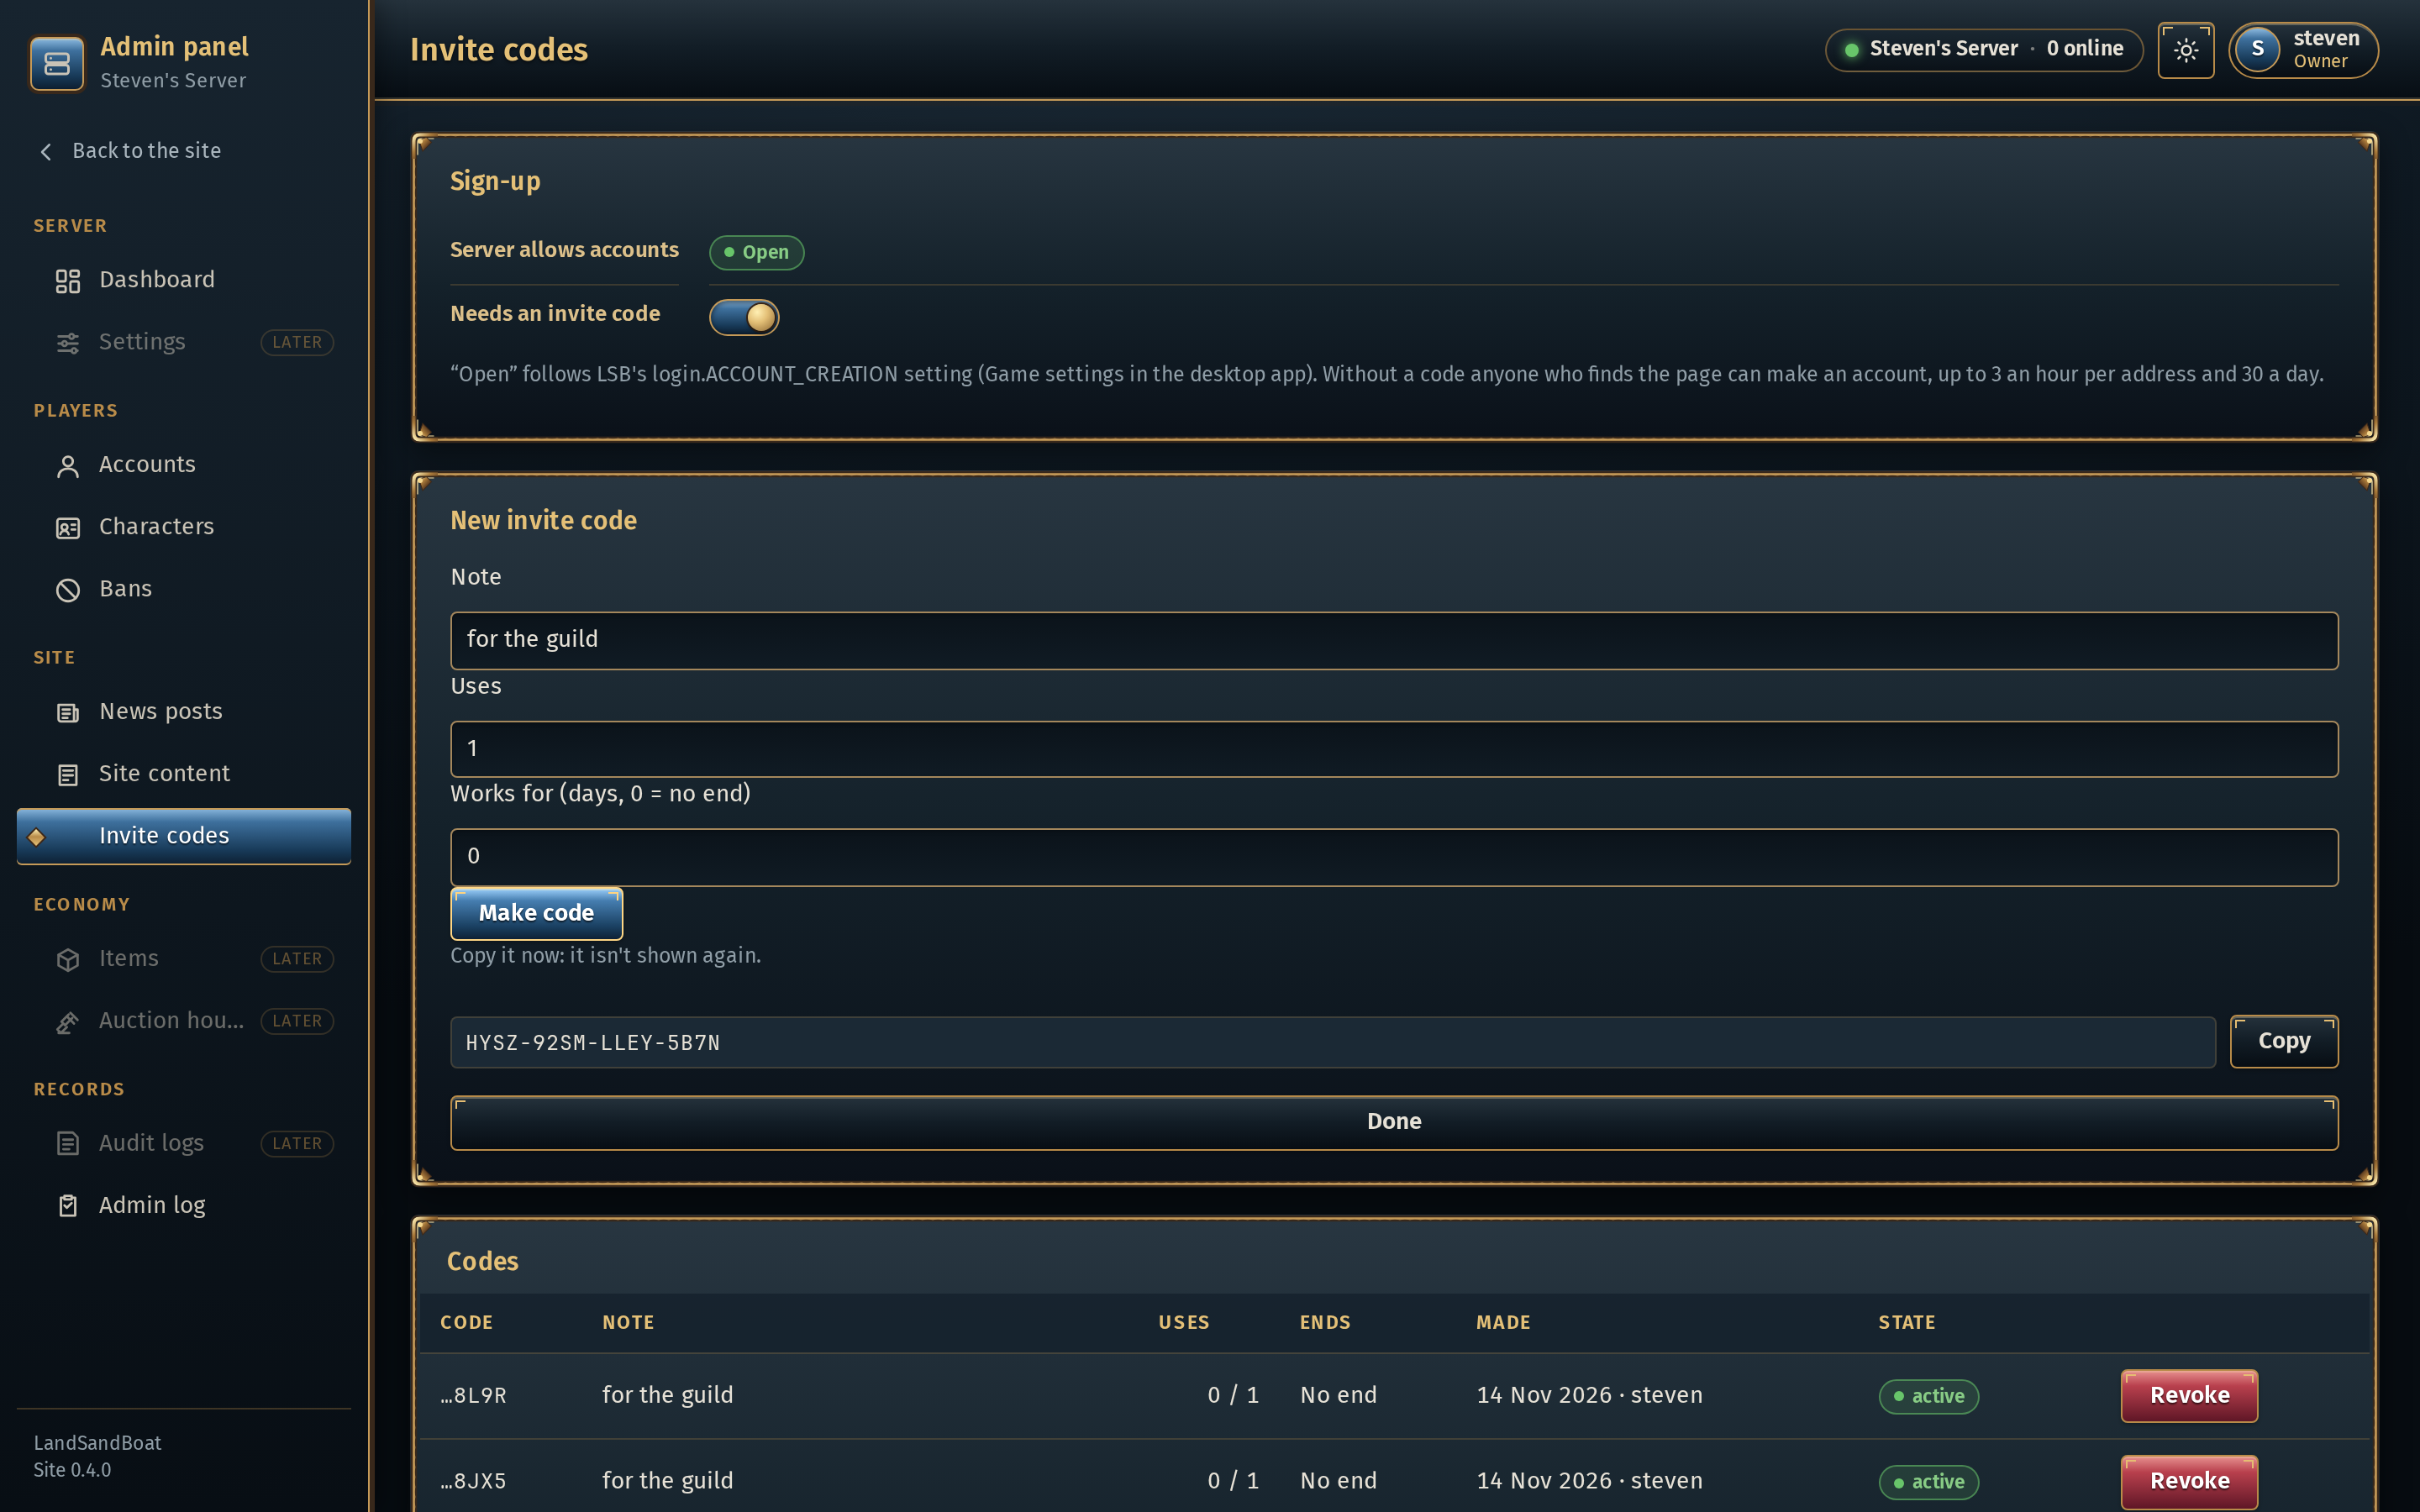 Admin panel
Steven's Server
Back to the site
SERVER
Dashboard
Settings LATER
PLAYERS
Accounts
Characters
Bans
SITE
News posts
Site content
Invite codes
ECONOMY
Items LATER
Auction hou... LATER
RECORDS
Audit logs LATER
Admin log
LandSandBoat
Site 0.4.0
Invite codes
Steven's Server · 0 online
S
steven
Owner
Sign-up
Server allows accounts Open
Needs an invite code
“Open” follows LSB's login.ACCOUNT_CREATION setting (Game settings in the desktop app). Without a code anyone who finds the page can make an account, up to 3 an hour per address and 30 a day.
New invite code
Note
for the guild
Uses
1
Works for (days, 0 = no end)
0
Make code
Copy it now: it isn't shown again.
HYSZ-92SM-LLEY-5B7N Copy
Done
Codes
CODE NOTE USES ENDS MADE STATE
…8L9R for the guild 0 / 1 No end 14 Nov 2026 · steven active Revoke
…8JX5 for the guild 0 / 1 No end 14 Nov 2026 · steven active Revoke